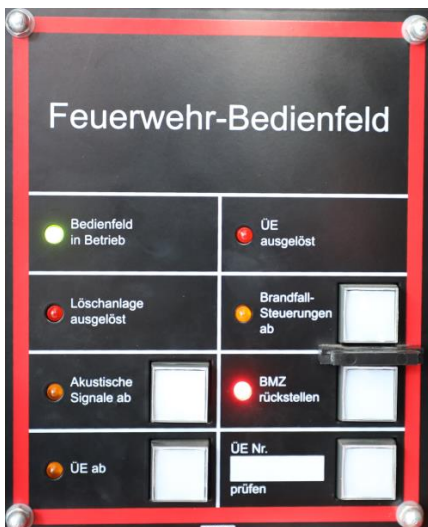 Feuerwehr-Bedienfeld
Bedienfeld
in Betrieb
ÜE
ausgelöst
Löschanlage
ausgelöst
Brandfall-
Steuerungen
ab
Akustische
Signale ab
BMZ
rückstellen
ÜE ab
ÜE Nr.
prüfen